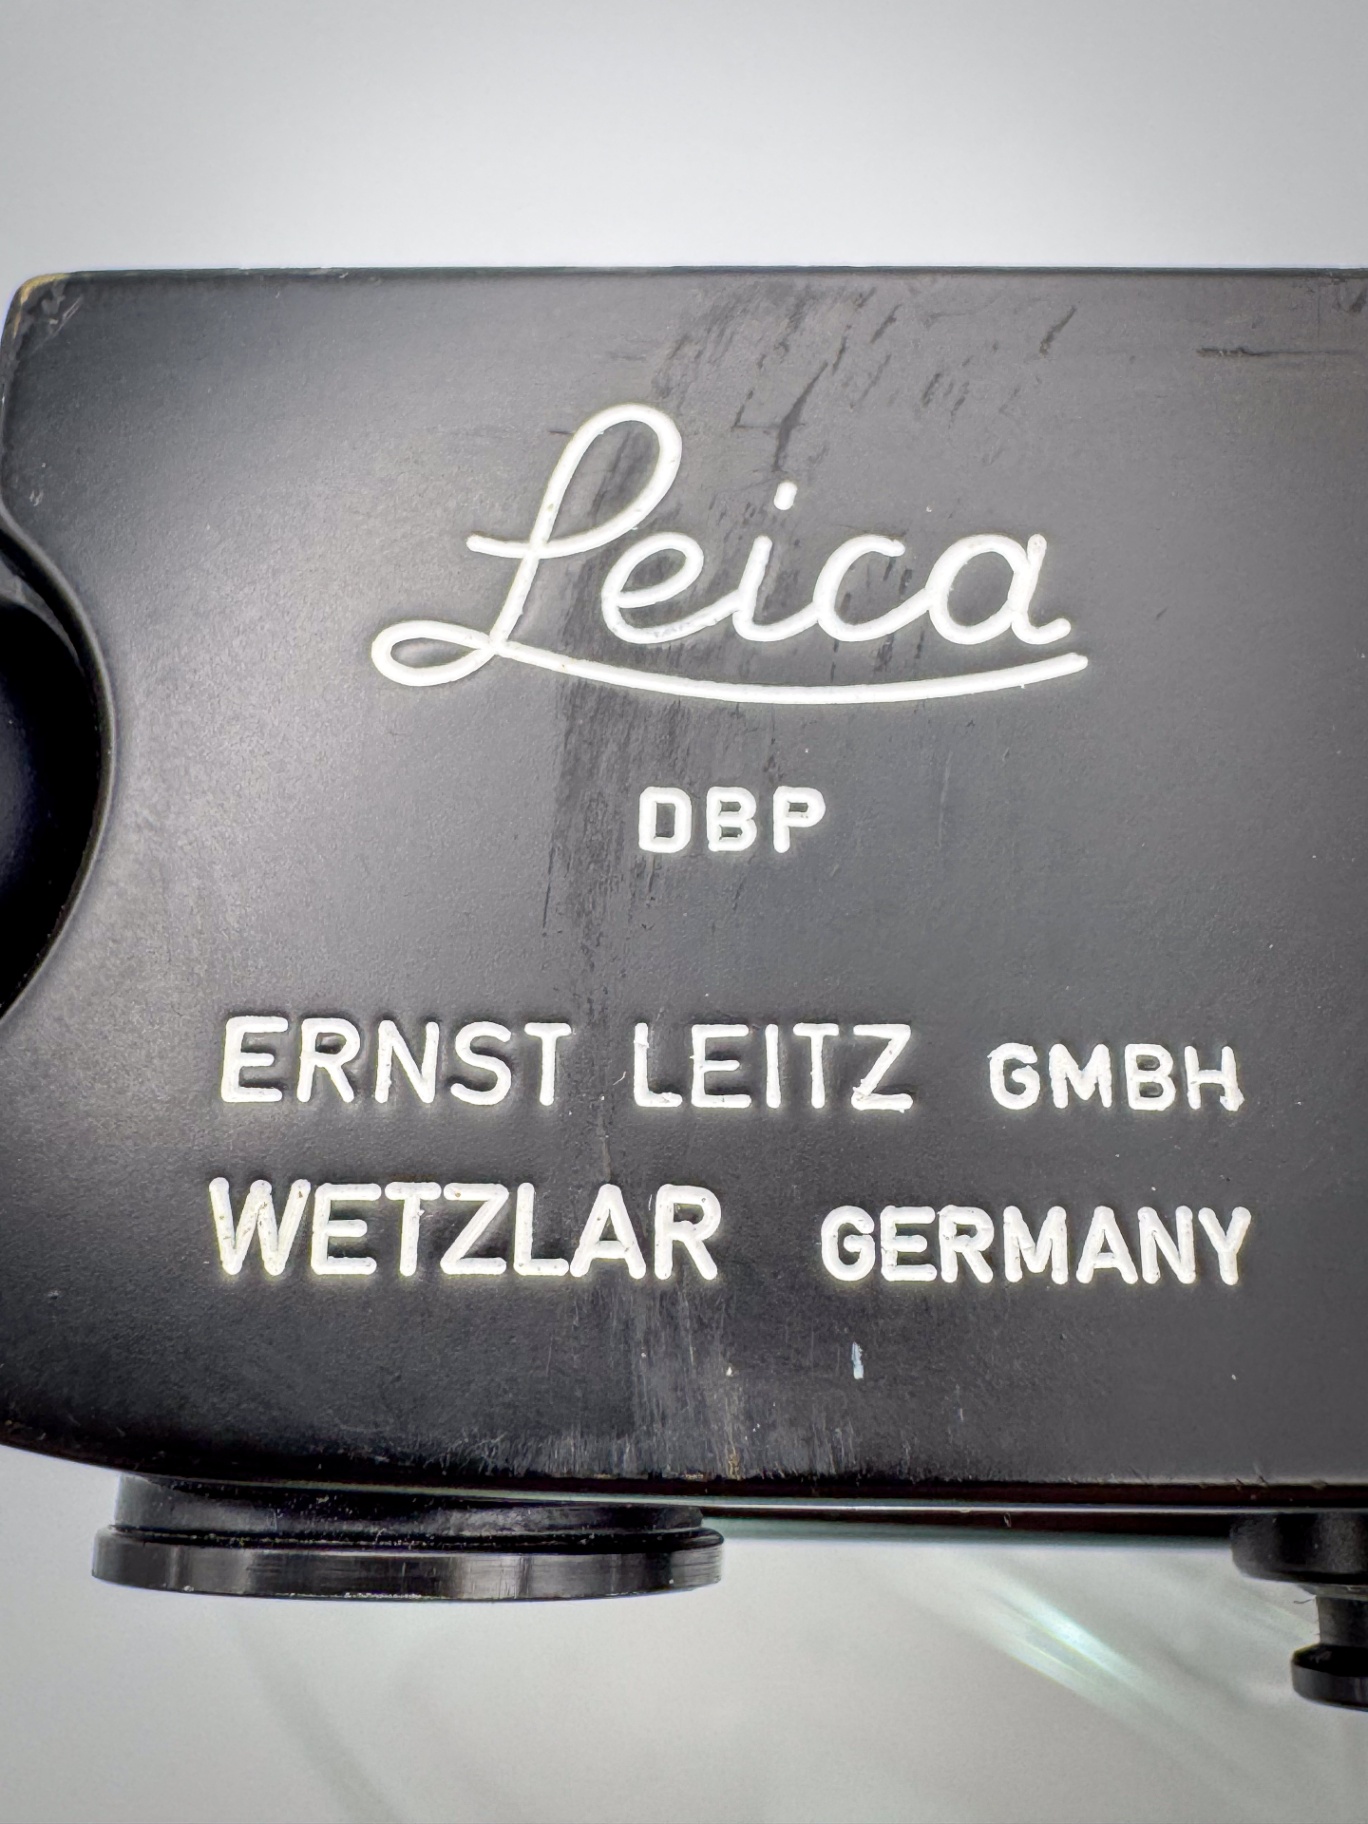 Leica
DBP
ERNST LEITZ GMBH
WETZLAR GERMANY